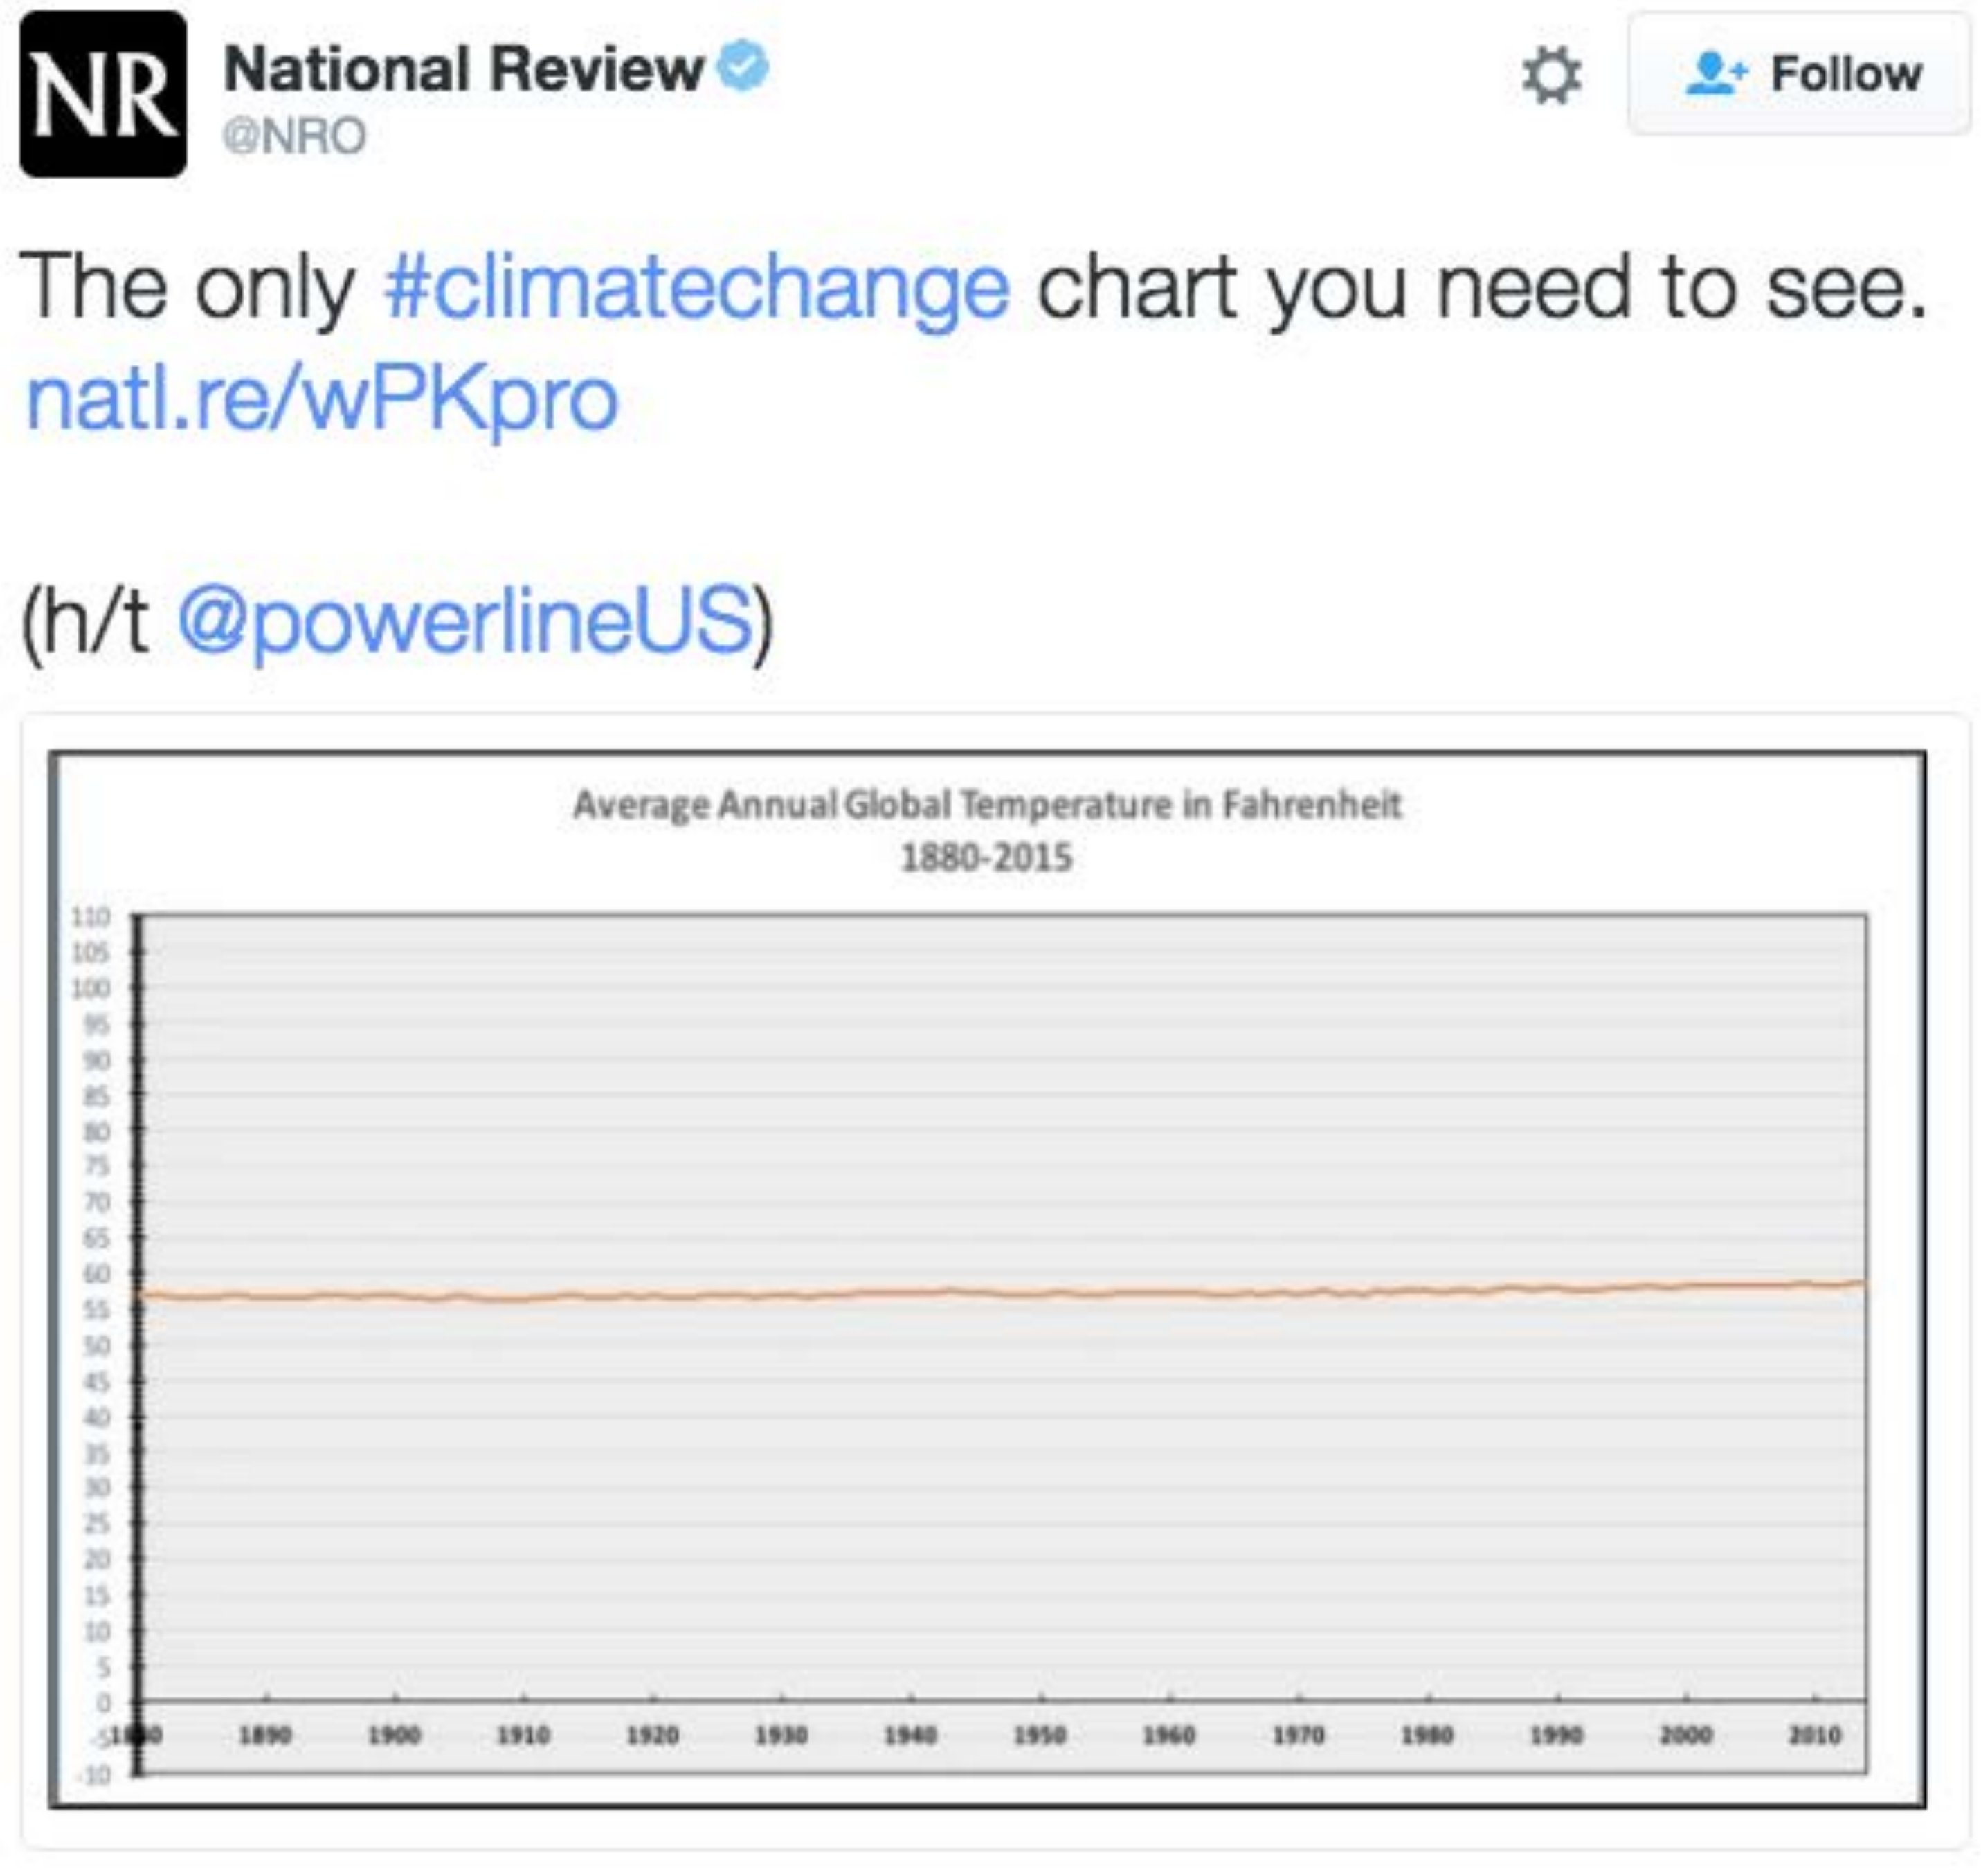 NR
National Review
Follow
@NRO
The only #climatechange chart you need to see.
natl.re/wPKpro
(h/t @powerlineUS)
Average Annual Global Temperature in Fahrenheit
1880-2015
110
105
100
95
90
85
80
75
70
65
60
55
50
45
40
35
30
25
20
15
10
5
0
-5
1880 1890 1900 1910 1920 1930 1940 1950 1960 1970 1980 1990 2000 2010
-10